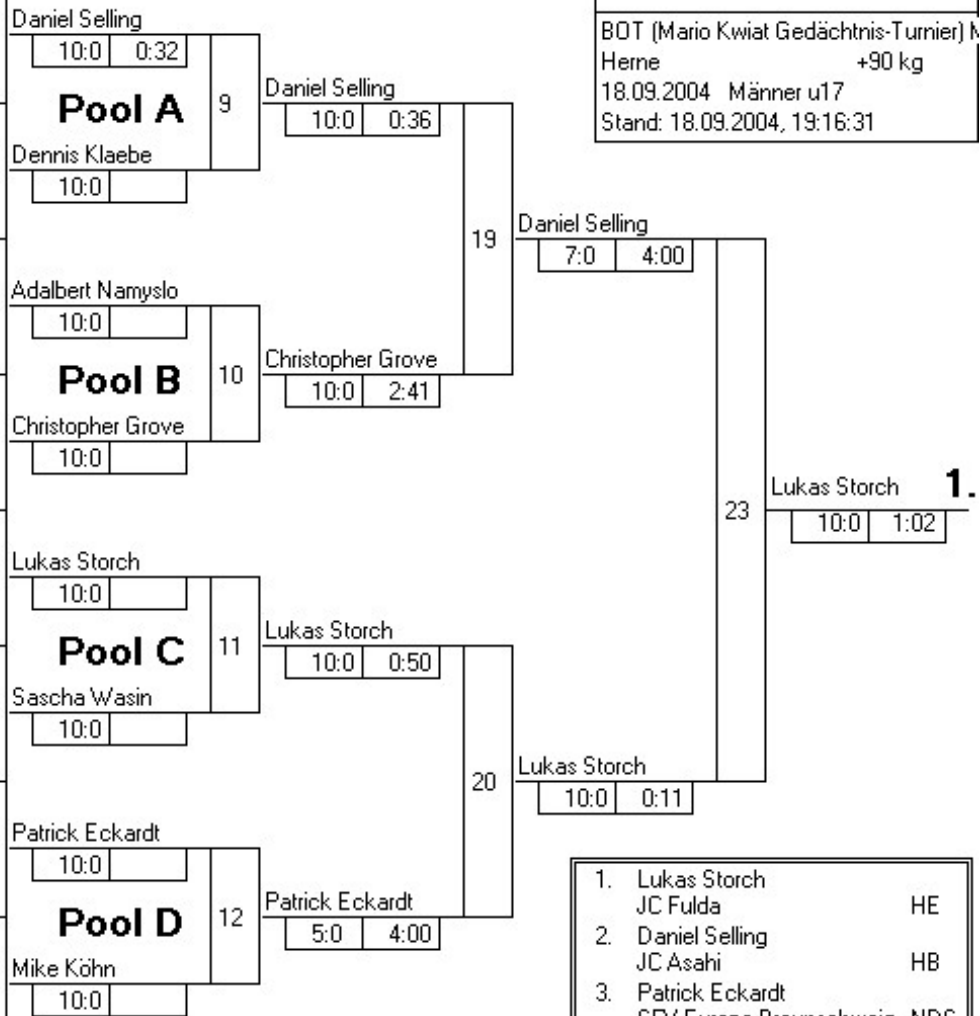 BOT (Mario Kwiat Gedächtnis-Turnier)
Herne +90 kg
18.09.2004 Männer u17
Stand: 18.09.2004, 19:16:31
Daniel Selling
10:0 0:32
Pool A
9
Dennis Klaebe
10:0
Daniel Selling
10:0 0:36
Adalbert Namyslo
10:0
Pool B
10
Christopher Grove
10:0
Christopher Grove
10:0 2:41
19
Daniel Selling
7:0 4:00
Lukas Storch
10:0
Pool C
11
Sascha Wasin
10:0
Lukas Storch
10:0 0:50
Patrick Eckardt
10:0
Pool D
12
Mike Köhn
10:0
Patrick Eckardt
5:0 4:00
20
Lukas Storch
10:0 0:11
23
Lukas Storch 1.
10:0 1:02
1. Lukas Storch
JC Fulda HE
2. Daniel Selling
JC Asahi HB
3. Patrick Eckardt